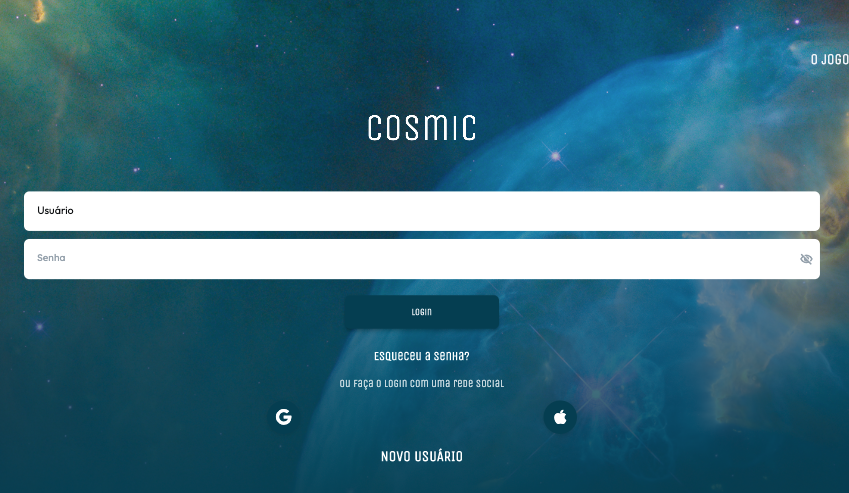 O JOGO
COSMIC
Usuário
Senha
LOGIN
Esqueceu a senha?
ou faça o login com uma rede social
NOVO USUÁRIO